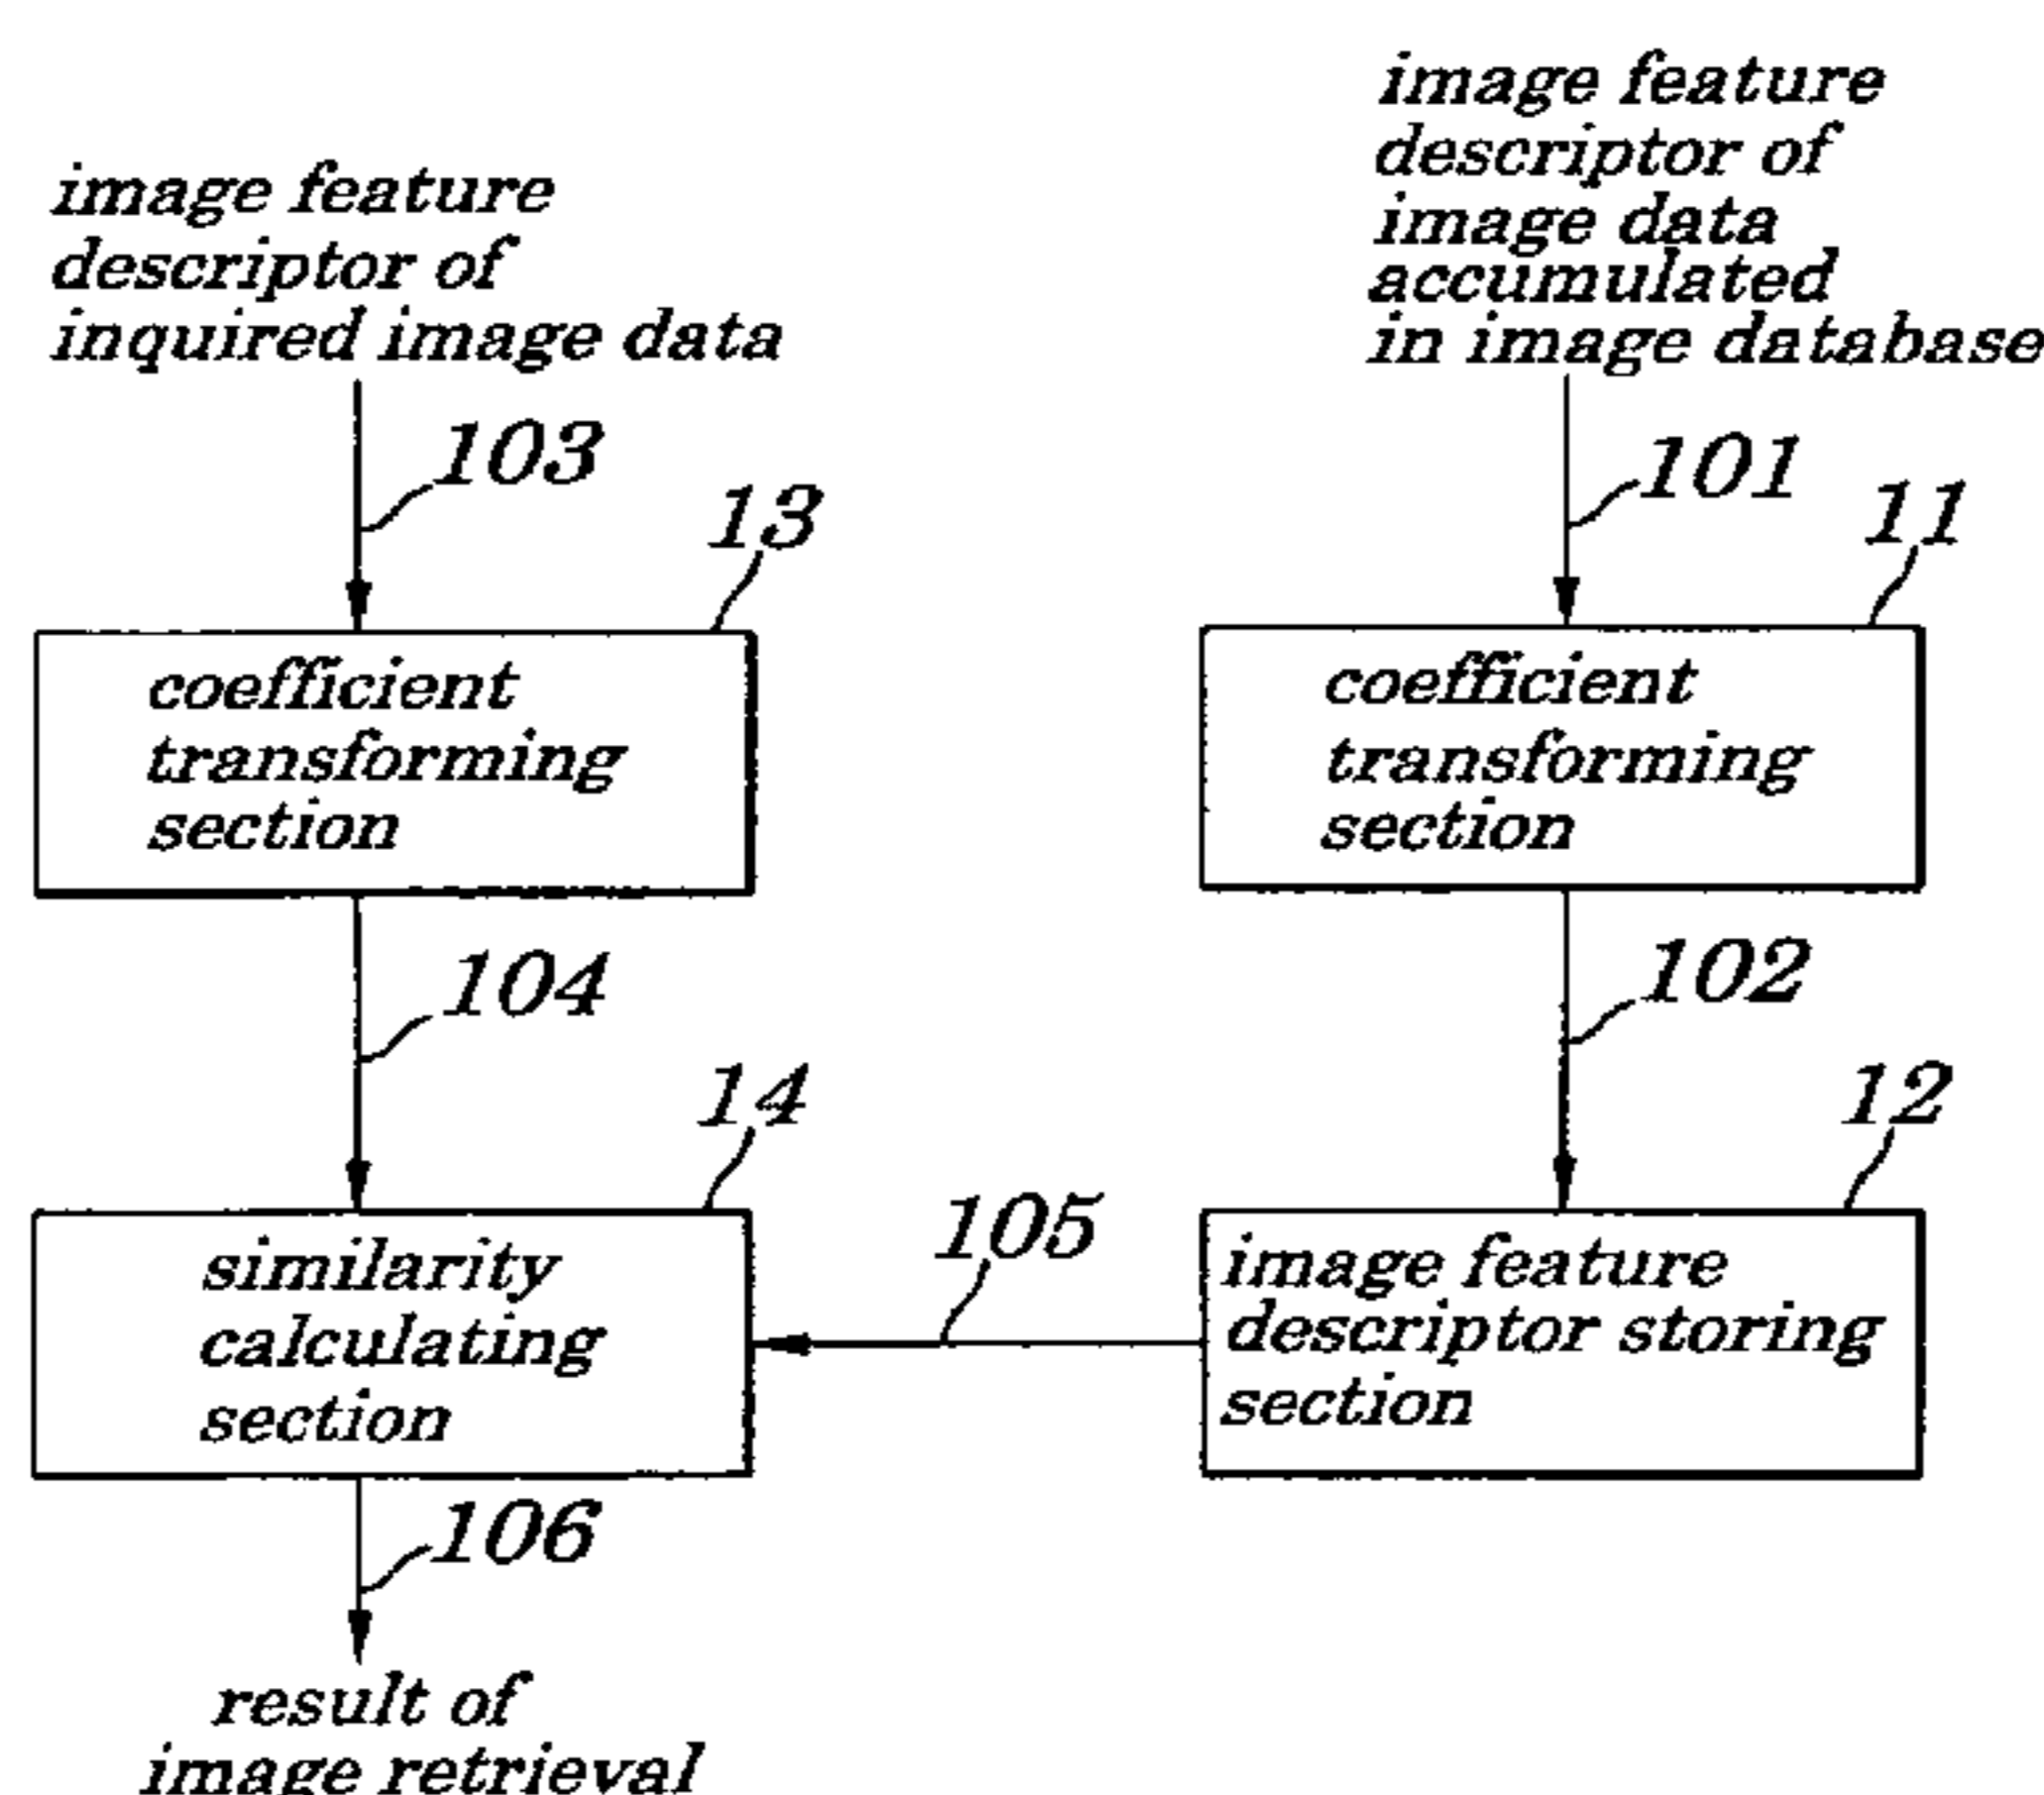 image feature
descriptor of
inquired image data
image feature
descriptor of
image data
accumulated
in image database
103
101
13
11
coefficient
transforming
section
coefficient
transforming
section
104
102
14
12
similarity
calculating
section
105
image feature
descriptor storing
section
106
result of
image retrieval